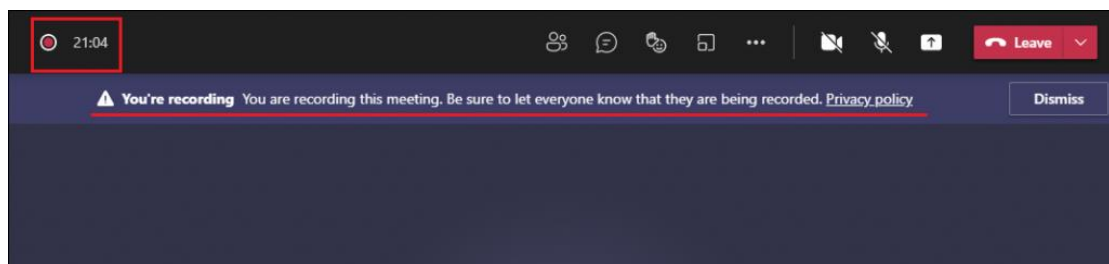 21:04 Leave
You're recording You are recording this meeting. Be sure to let everyone know that they are being recorded. Privacy policy Dismiss